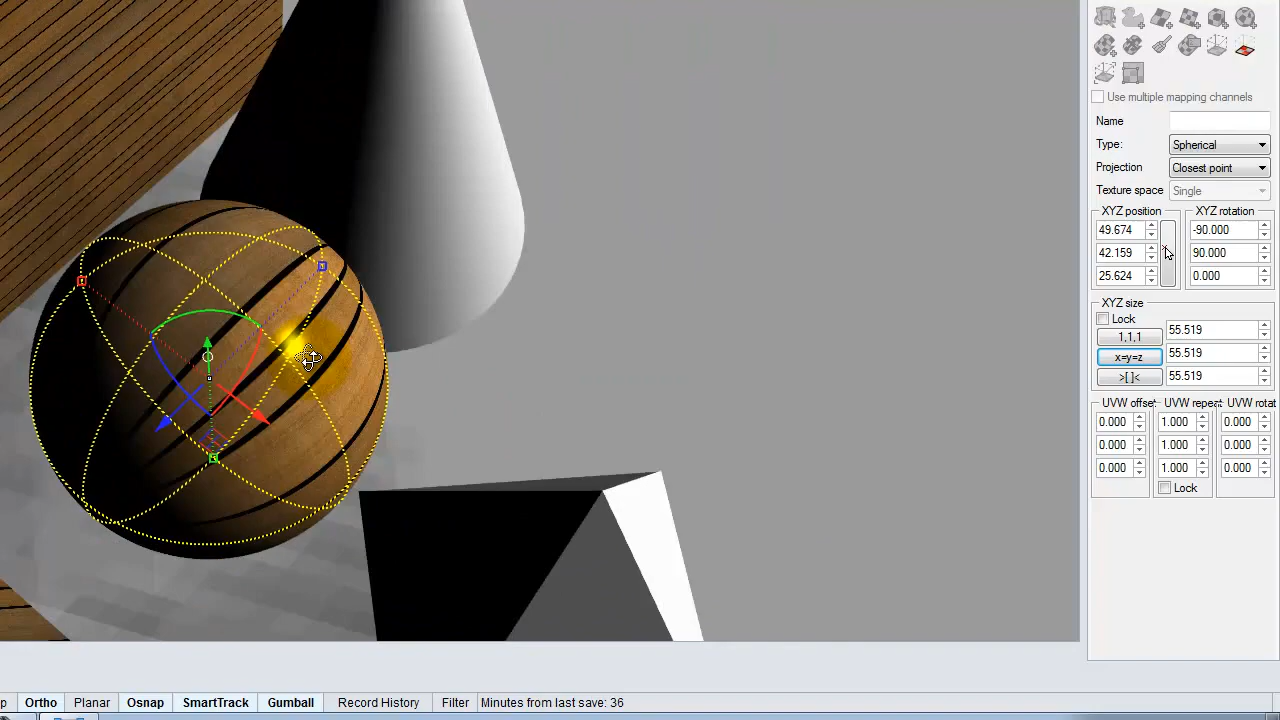 Use multiple mapping channels
Name
Type: Spherical
Projection Closest point
Texture space Single
XYZ position XYZ rotation
49.674 -90.000
42.159 90.000
25.624 0.000
XYZ size
Lock
1,1,1 55.519
x=y=z 55.519
>[ ]< 55.519
UVW offset UVW repeat UVW rotat
0.000 1.000 0.000
0.000 1.000 0.000
0.000 1.000 0.000
Lock
p Ortho Planar Osnap SmartTrack Gumball Record History Filter Minutes from last save: 36